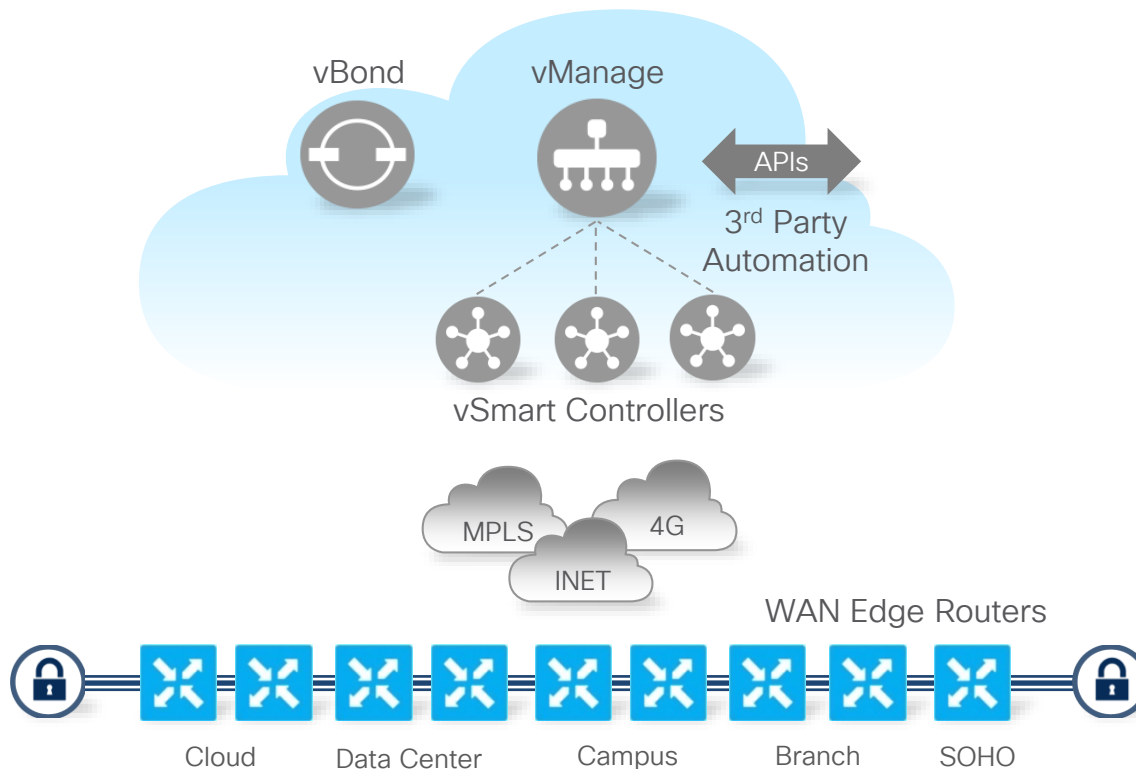 vBond
vManage
APIs
3rd Party
Automation
vSmart Controllers
MPLS
4G
INET
WAN Edge Routers
Cloud
Data Center
Campus
Branch
SOHO